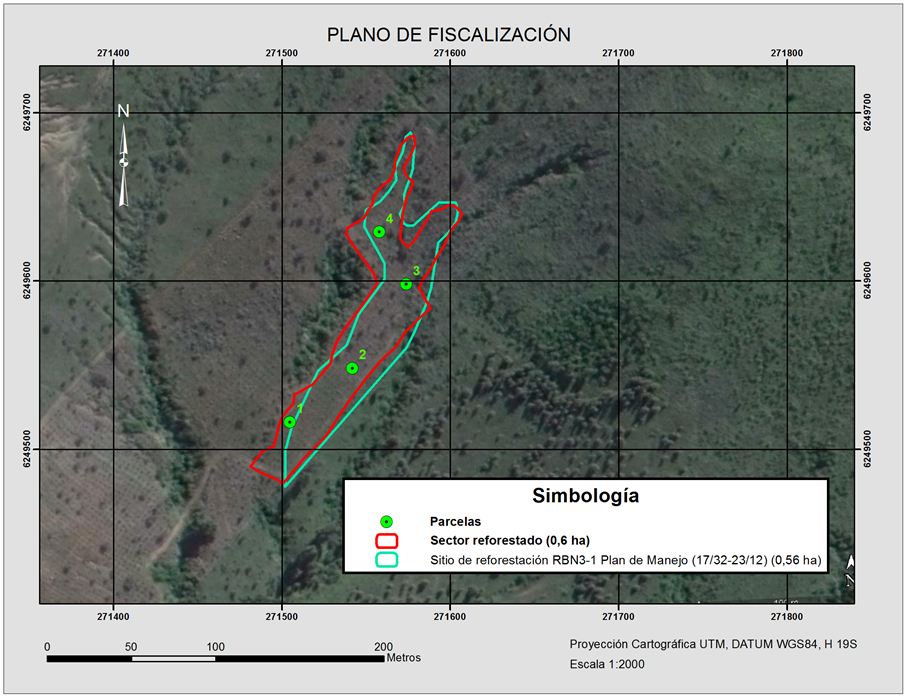 PLANO DE FISCALIZACIÓN
271400 271500 271600 271700 271800
6249700 6249700
N
4
3
6249600 6249600
2
1
6249500 6249500
Simbología
Parcelas
Sector reforestado (0,6 ha)
Sitio de reforestación RBN3-1 Plan de Manejo (17/32-23/12) (0,56 ha)
N
271400 271500 271600 271700 271800
0 50 100 200
Metros
Proyección Cartográfica UTM, DATUM WGS84, H 19S
Escala 1:2000